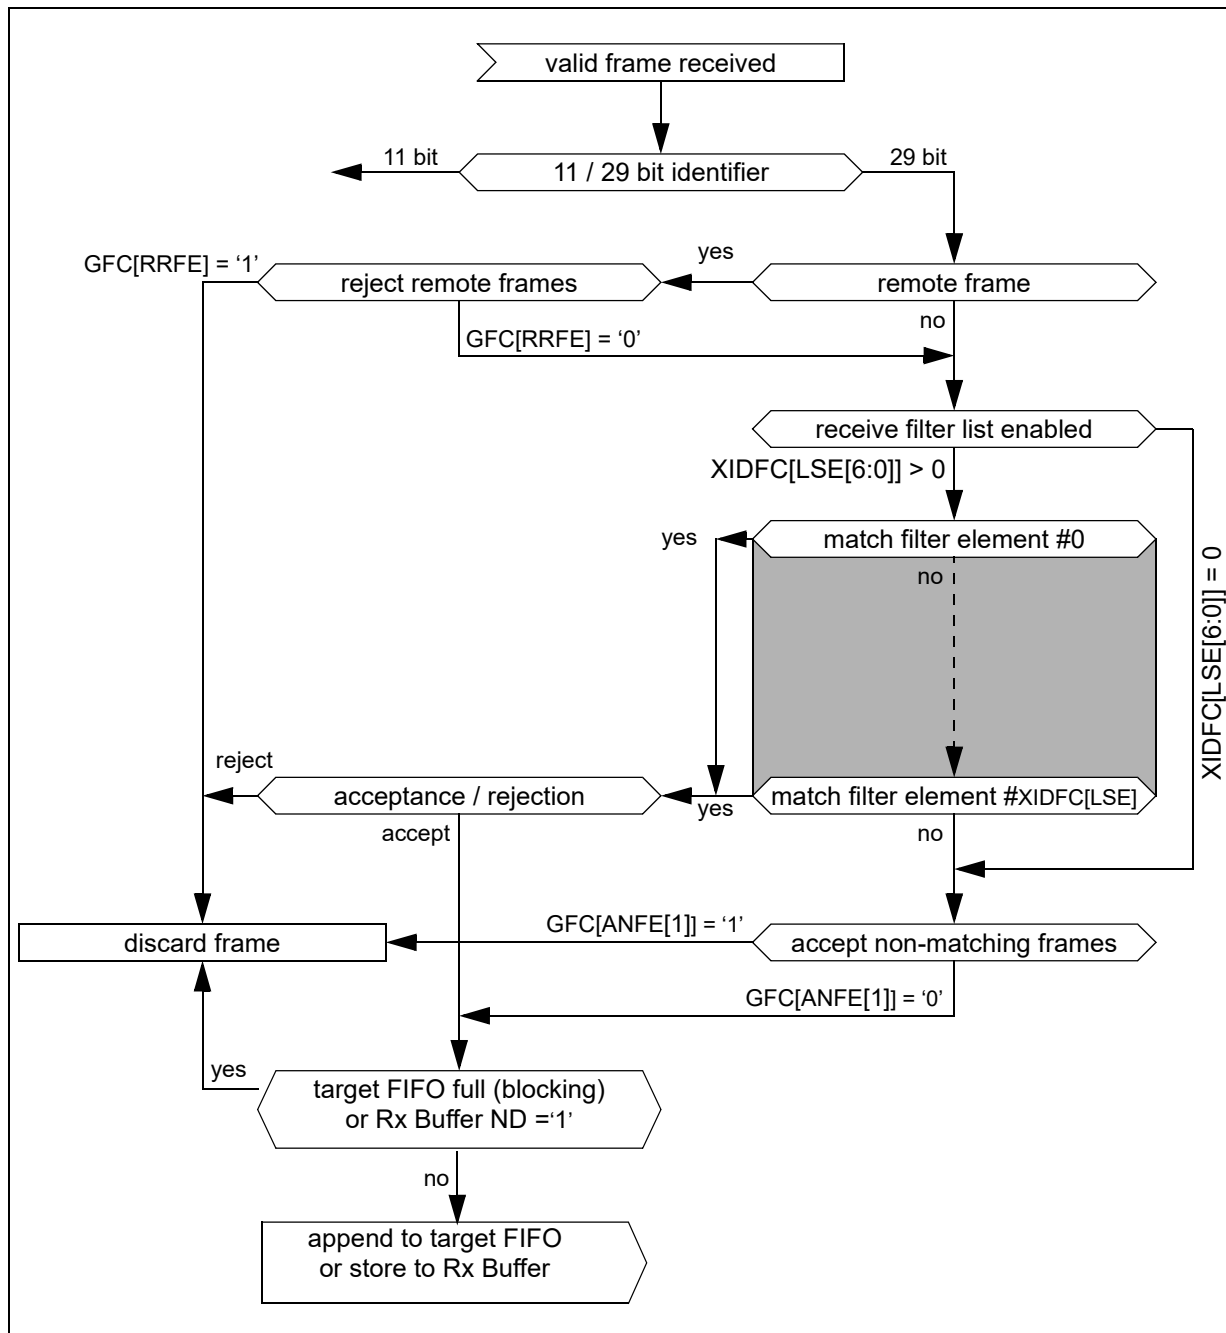 valid frame received
11 bit
11 / 29 bit identifier
29 bit
GFC[RRFE] = ‘1’
reject remote frames
yes
remote frame
GFC[RRFE] = ‘0’
no
receive filter list enabled
XIDFC[LSE[6:0]] > 0
yes
match filter element #0
no
XIDFC[LSE[6:0]] = 0
reject
acceptance / rejection
yes
match filter element #XIDFC[LSE]
accept
no
discard frame
GFC[ANFE[1]] = ‘1’
accept non-matching frames
GFC[ANFE[1]] = ‘0’
yes
target FIFO full (blocking)
or Rx Buffer ND =‘1’
no
append to target FIFO
or store to Rx Buffer